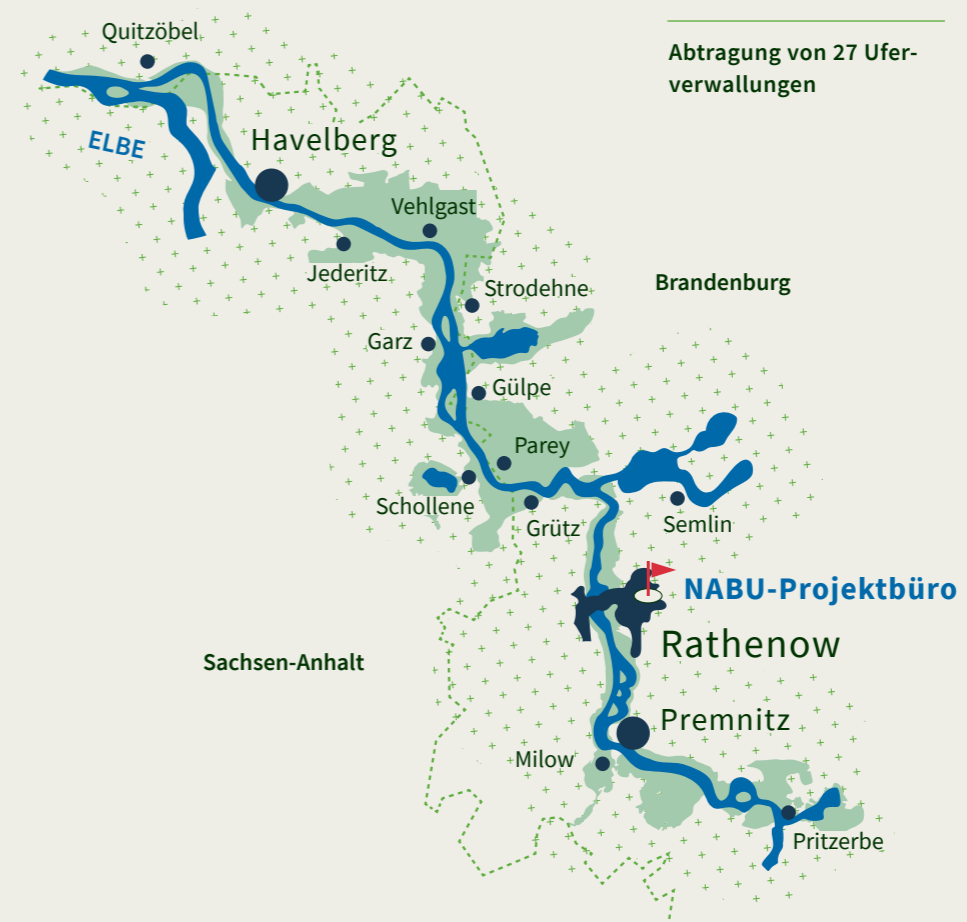 Quitzöbel
Abtragung von 27 Ufer-
verwallungen
ELBE
Havelberg
Vehlgast
Jederitz
Strodehne
Brandenburg
Garz
Gülpe
Parey
Schollene
Grütz
Semlin
NABU-Projektbüro
Rathenow
Sachsen-Anhalt
Premnitz
Milow
Pritzerbe